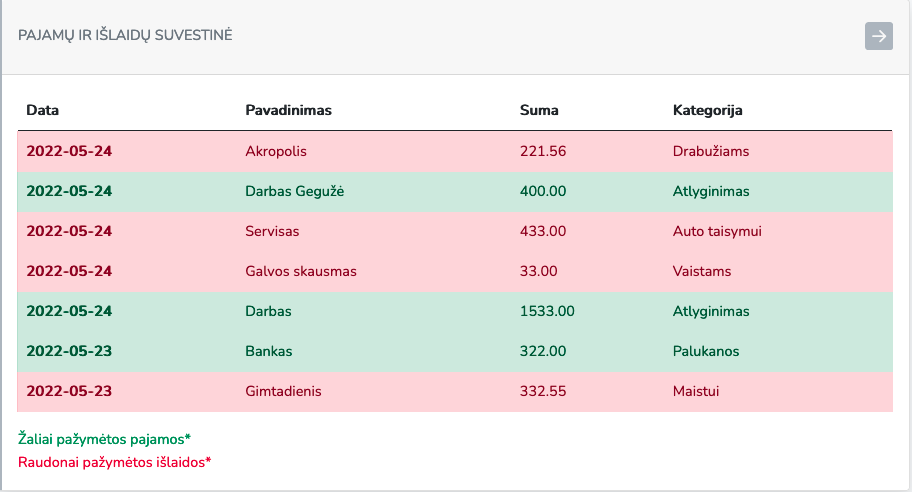 PAJAMŲ IR IŠLAIDŲ SUVESTINĖ
Data Pavadinimas Suma Kategorija
2022-05-24 Akropolis 221.56 Drabužiams
2022-05-24 Darbas Gegužė 400.00 Atlyginimas
2022-05-24 Servisas 433.00 Auto taisymui
2022-05-24 Galvos skausmas 33.00 Vaistams
2022-05-24 Darbas 1533.00 Atlyginimas
2022-05-23 Bankas 322.00 Palukanos
2022-05-23 Gimtadienis 332.55 Maistui
Žaliai pažymėtos pajamos*
Raudonai pažymėtos išlaidos*